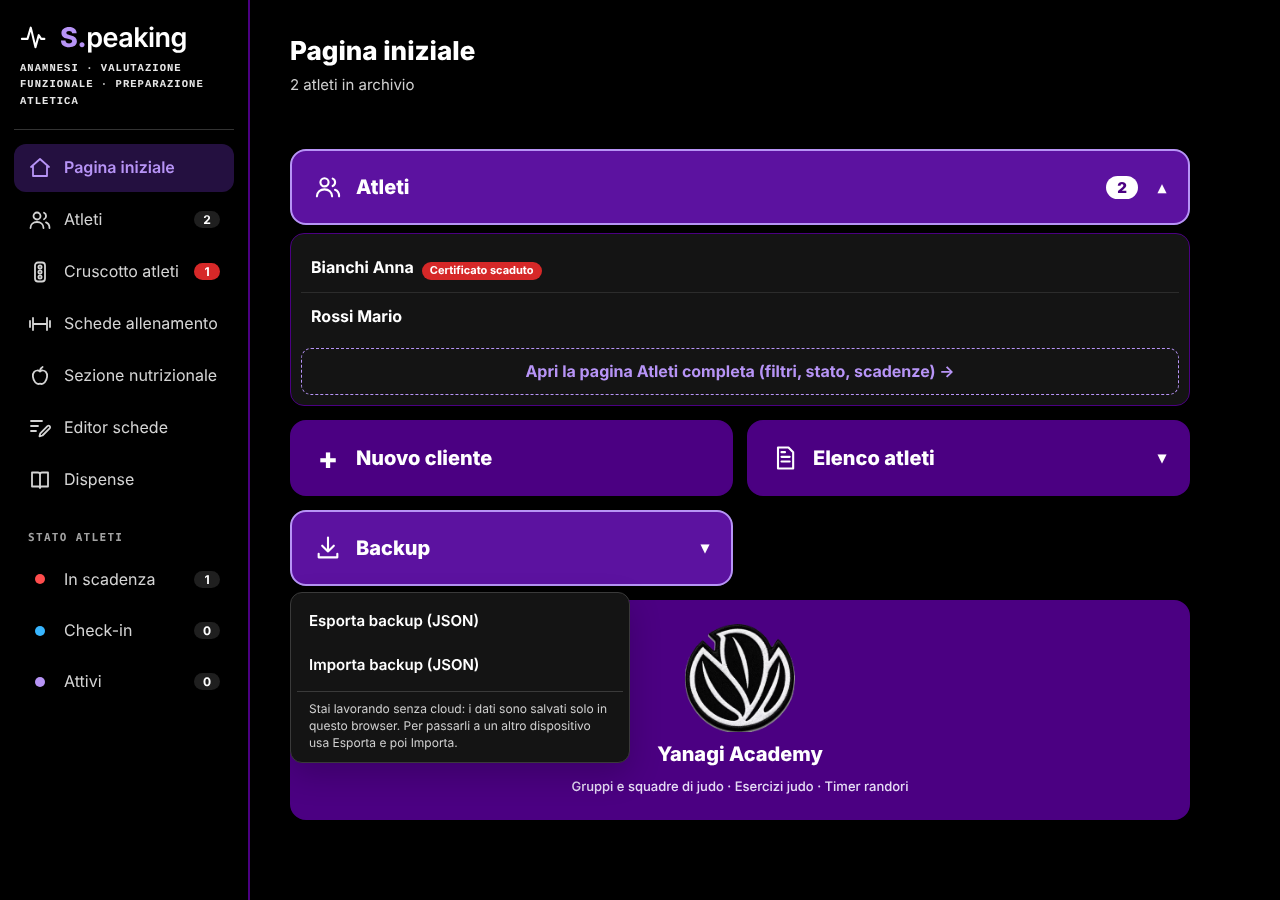 S.peaking
ANAMNESI · VALUTAZIONE
FUNZIONALE · PREPARAZIONE
ATLETICA
Pagina iniziale
Atleti 2
Cruscotto atleti 1
Schede allenamento
Sezione nutrizionale
Editor schede
Dispense
STATO ATLETI
In scadenza 1
Check-in 0
Attivi 0
Pagina iniziale
2 atleti in archivio
Atleti 2 ▲
Bianchi Anna Certificato scaduto
Rossi Mario
Apri la pagina Atleti completa (filtri, stato, scadenze) →
+ Nuovo cliente
Elenco atleti ▼
Backup ▼
Esporta backup (JSON)
Importa backup (JSON)
Stai lavorando senza cloud: i dati sono salvati solo in
questo browser. Per passarli a un altro dispositivo
usa Esporta e poi Importa.
Yanagi Academy
Gruppi e squadre di judo · Esercizi judo · Timer randori